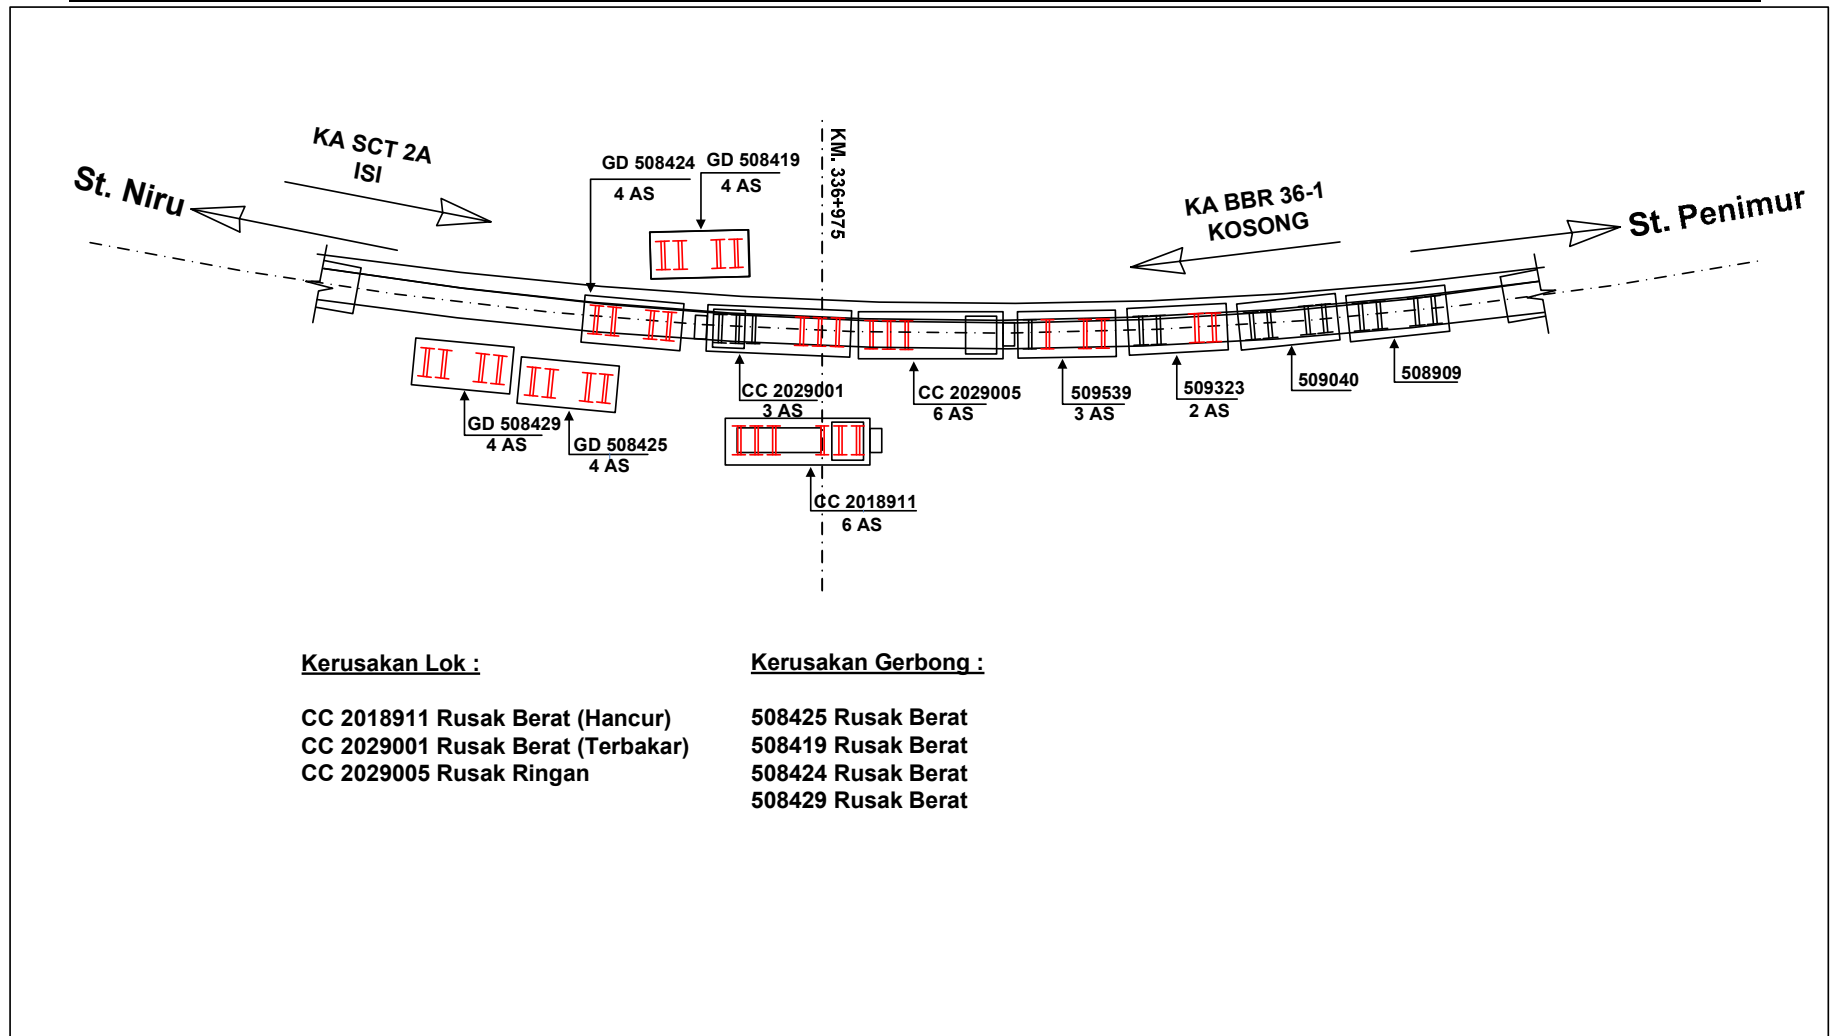 KA SCT 2A
ISI
St. Niru
GD 508424
4 AS
GD 508419
4 AS
KM. 336+975
KA BBR 36-1
KOSONG
St. Penimur
CC 2029001
3 AS
CC 2029005
6 AS
509539
3 AS
509323
2 AS
509040
508909
GD 508429
4 AS
GD 508425
4 AS
CC 2018911
6 AS
Kerusakan Lok :
CC 2018911 Rusak Berat (Hancur)
CC 2029001 Rusak Berat (Terbakar)
CC 2029005 Rusak Ringan
Kerusakan Gerbong :
508425 Rusak Berat
508419 Rusak Berat
508424 Rusak Berat
508429 Rusak Berat